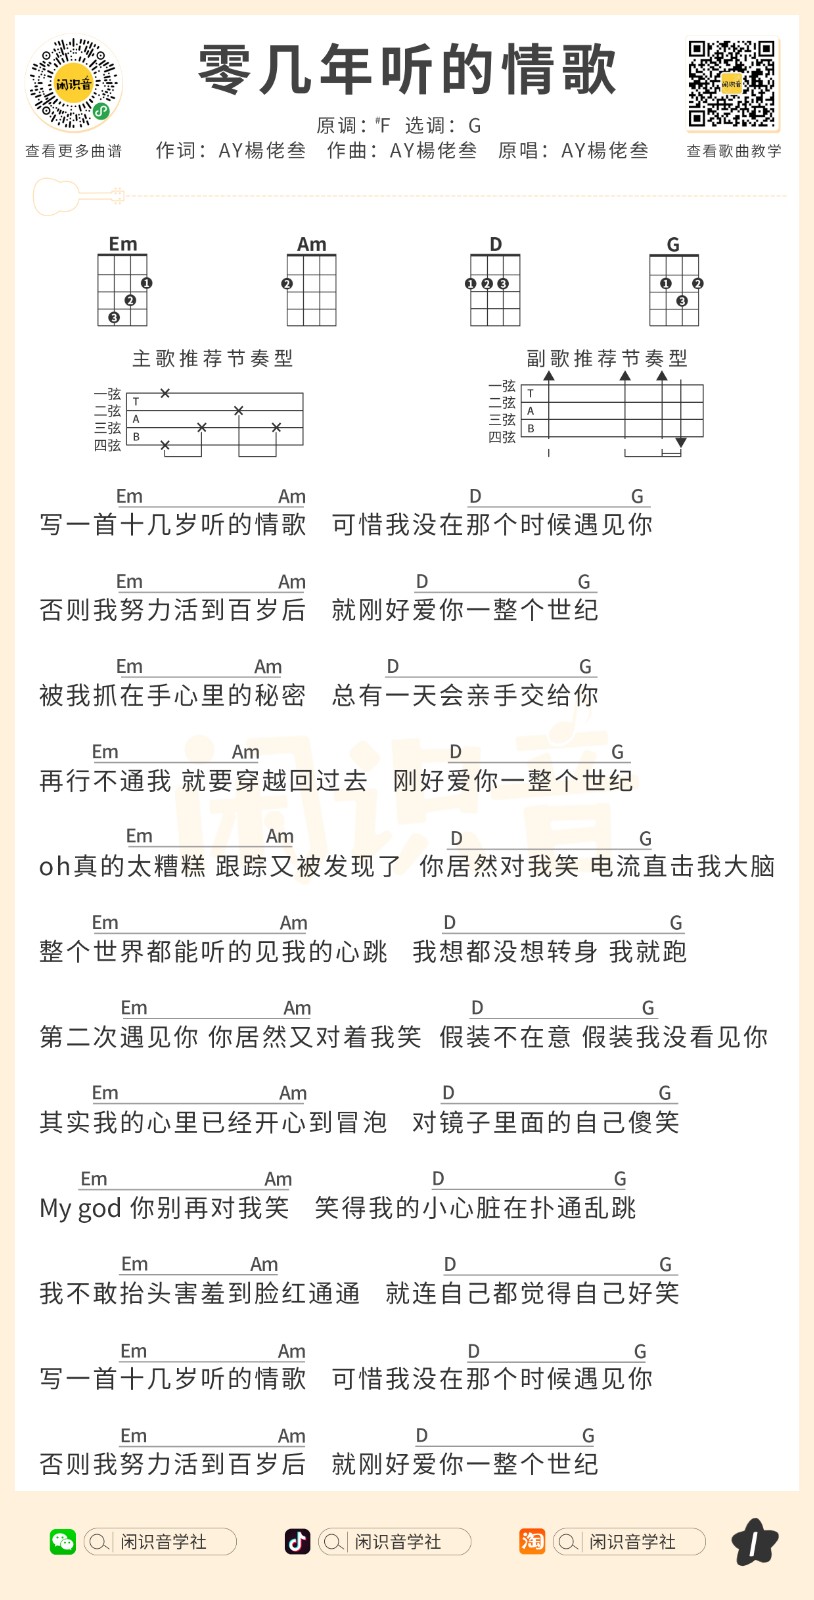 闲识音
零几年听的情歌
闲识音
原调：#F 选调：G
查看更多曲谱
作词：AY楊佬叁 作曲：AY楊佬叁 原唱：AY楊佬叁
查看歌曲教学
Em Am D G
1 2 3
2
1 2 3
1 2 3
主歌推荐节奏型
副歌推荐节奏型
一弦
二弦
三弦
四弦
T
A
B
一弦
二弦
三弦
四弦
T
A
B
Em Am D G
写一首十几岁听的情歌 可惜我没在那个时候遇见你
Em Am D G
否则我努力活到百岁后 就刚好爱你一整个世纪
Em Am D G
被我抓在手心里的秘密 总有一天会亲手交给你
Em Am D G
再行不通我 就要穿越回过去 刚好爱你一整个世纪
闲识音
Em Am D G
oh真的太糟糕 跟踪又被发现了 你居然对我笑 电流直击我大脑
Em Am D G
整个世界都能听的见我的心跳 我想都没想转身 我就跑
Em Am D G
第二次遇见你 你居然又对着我笑 假装不在意 假装我没看见你
Em Am D G
其实我的心里已经开心到冒泡 对镜子里面的自己傻笑
Em Am D G
My god 你别再对我笑 笑得我的小心脏在扑通乱跳
Em Am D G
我不敢抬头害羞到脸红通通 就连自己都觉得自己好笑
Em Am D G
写一首十几岁听的情歌 可惜我没在那个时候遇见你
Em Am D G
否则我努力活到百岁后 就刚好爱你一整个世纪
闲识音学社 闲识音学社 淘 闲识音学社 1